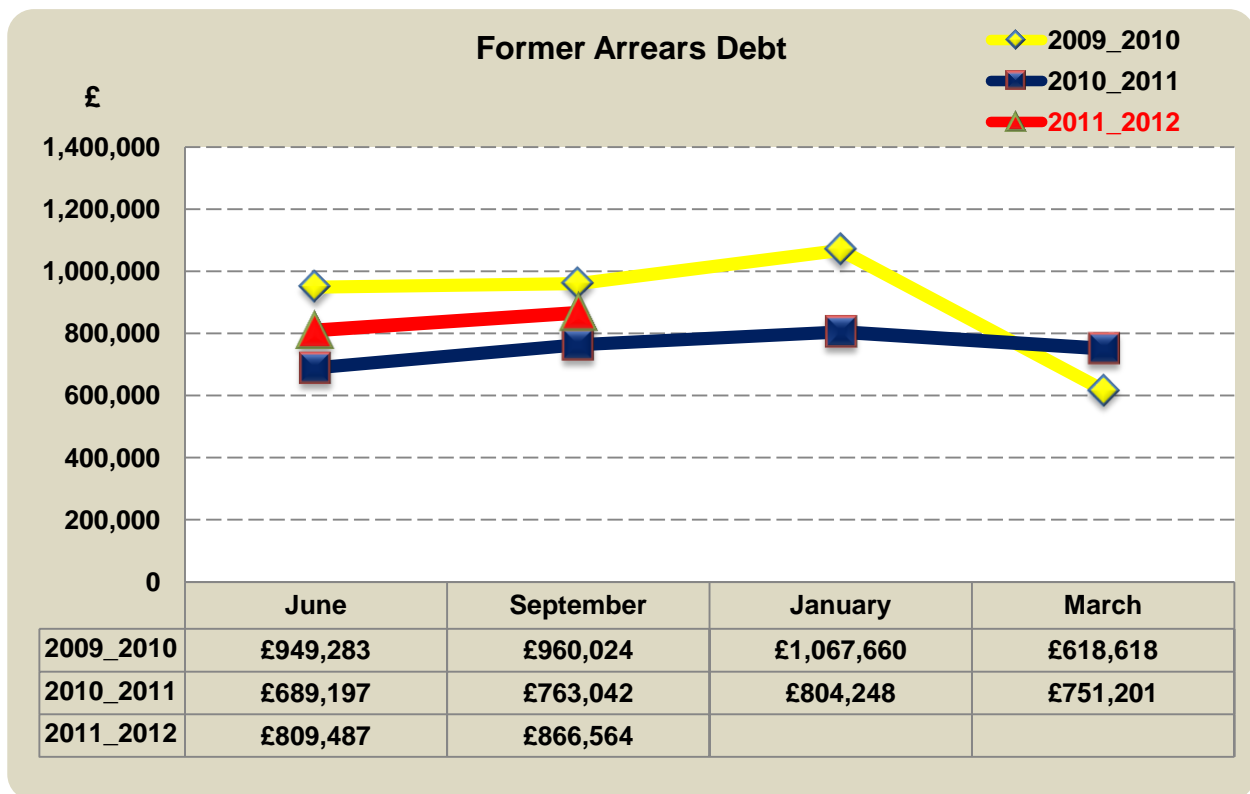 Former Arrears Debt
2009_2010
2010_2011
2011_2012
£
1,400,000
1,200,000
1,000,000
800,000
600,000
400,000
200,000
0
June September January March
2009_2010 £949,283 £960,024 £1,067,660 £618,618
2010_2011 £689,197 £763,042 £804,248 £751,201
2011_2012 £809,487 £866,564